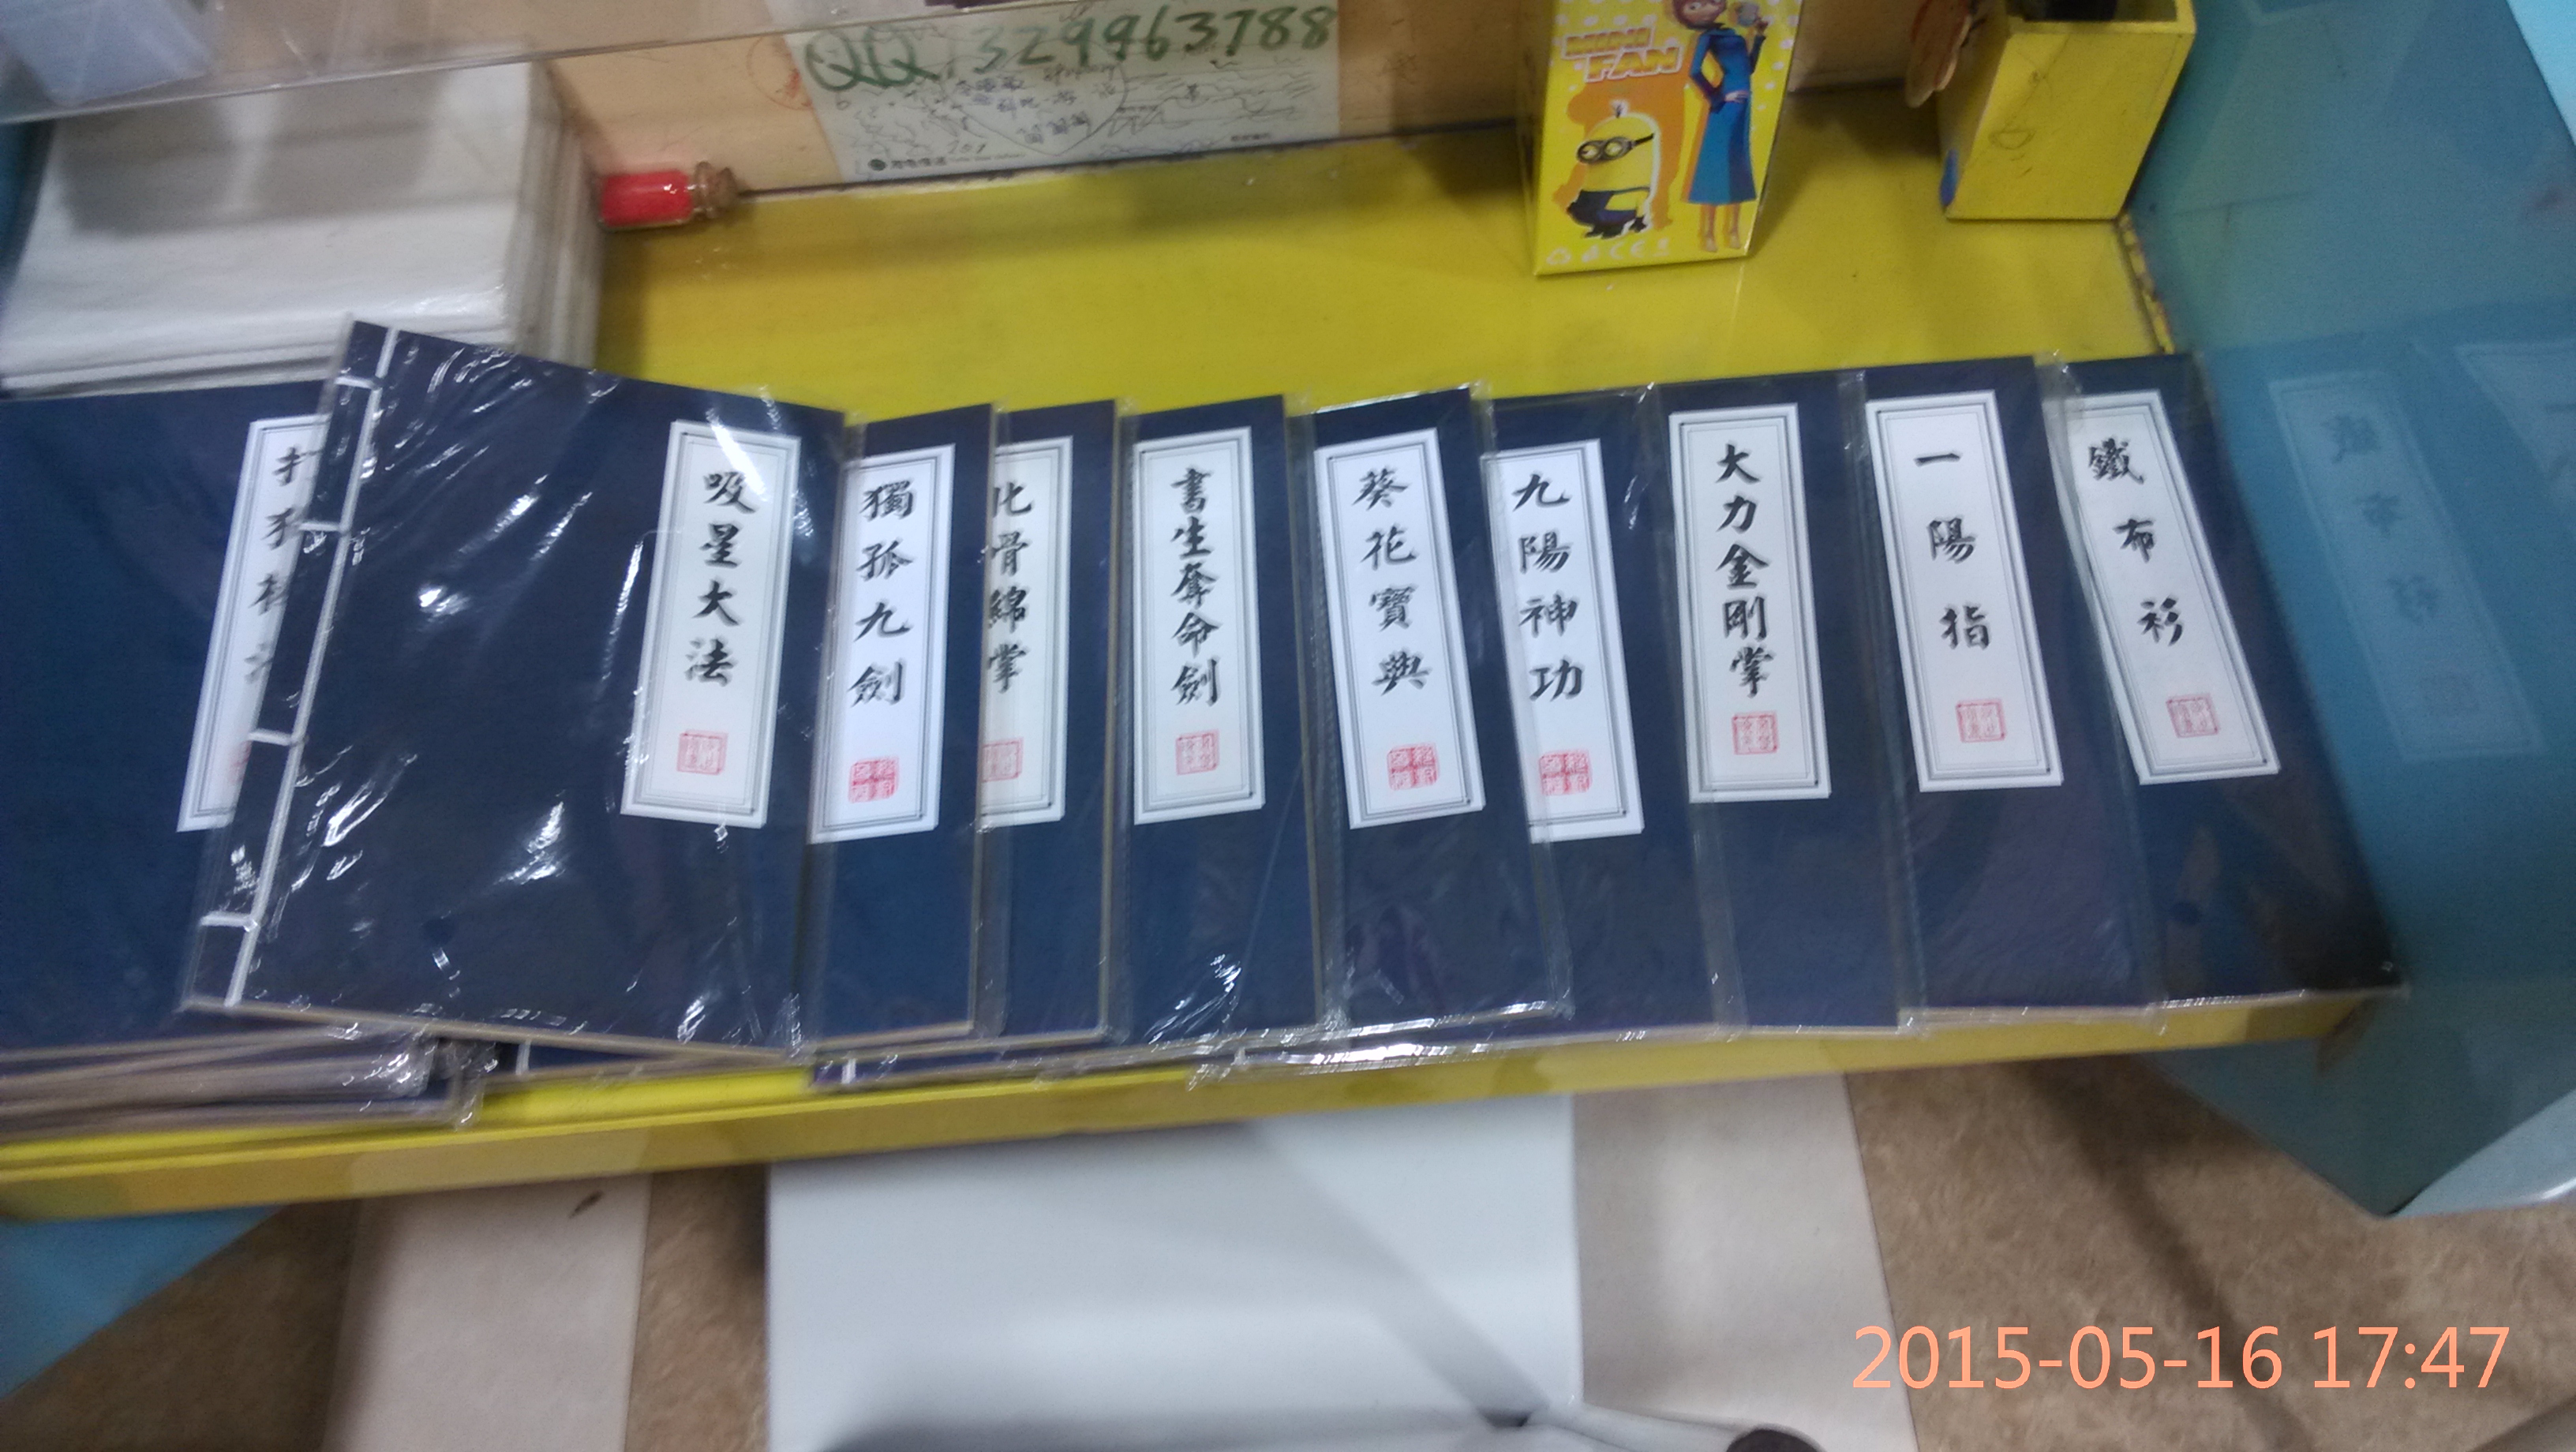 QQ 329963788
MINI
FAN
吸星大法
獨孤九劍
化骨綿掌
書生奪命劍
葵花寶典
九陽神功
大力金剛掌
一陽指
鐵布衫
2015-05-16 17:47